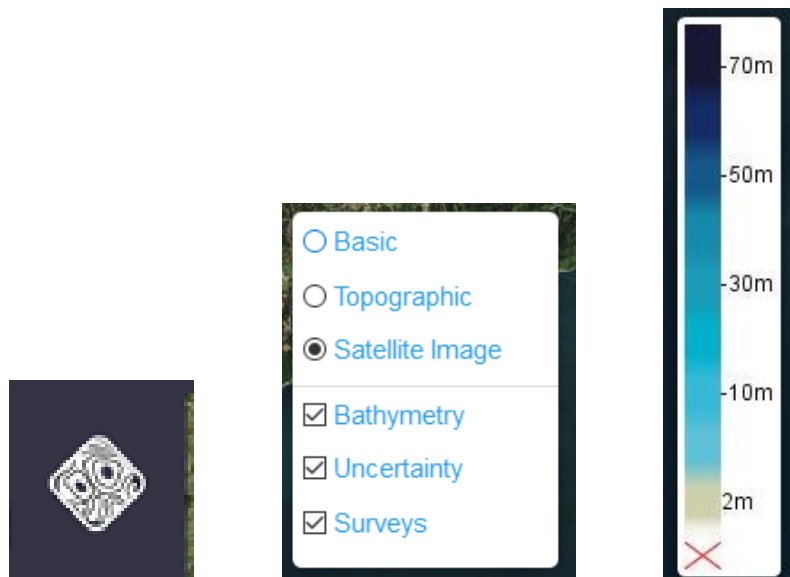 Basic
Topographic
Satellite Image
Bathymetry
Uncertainty
Surveys
-70m
-50m
-30m
-10m
2m